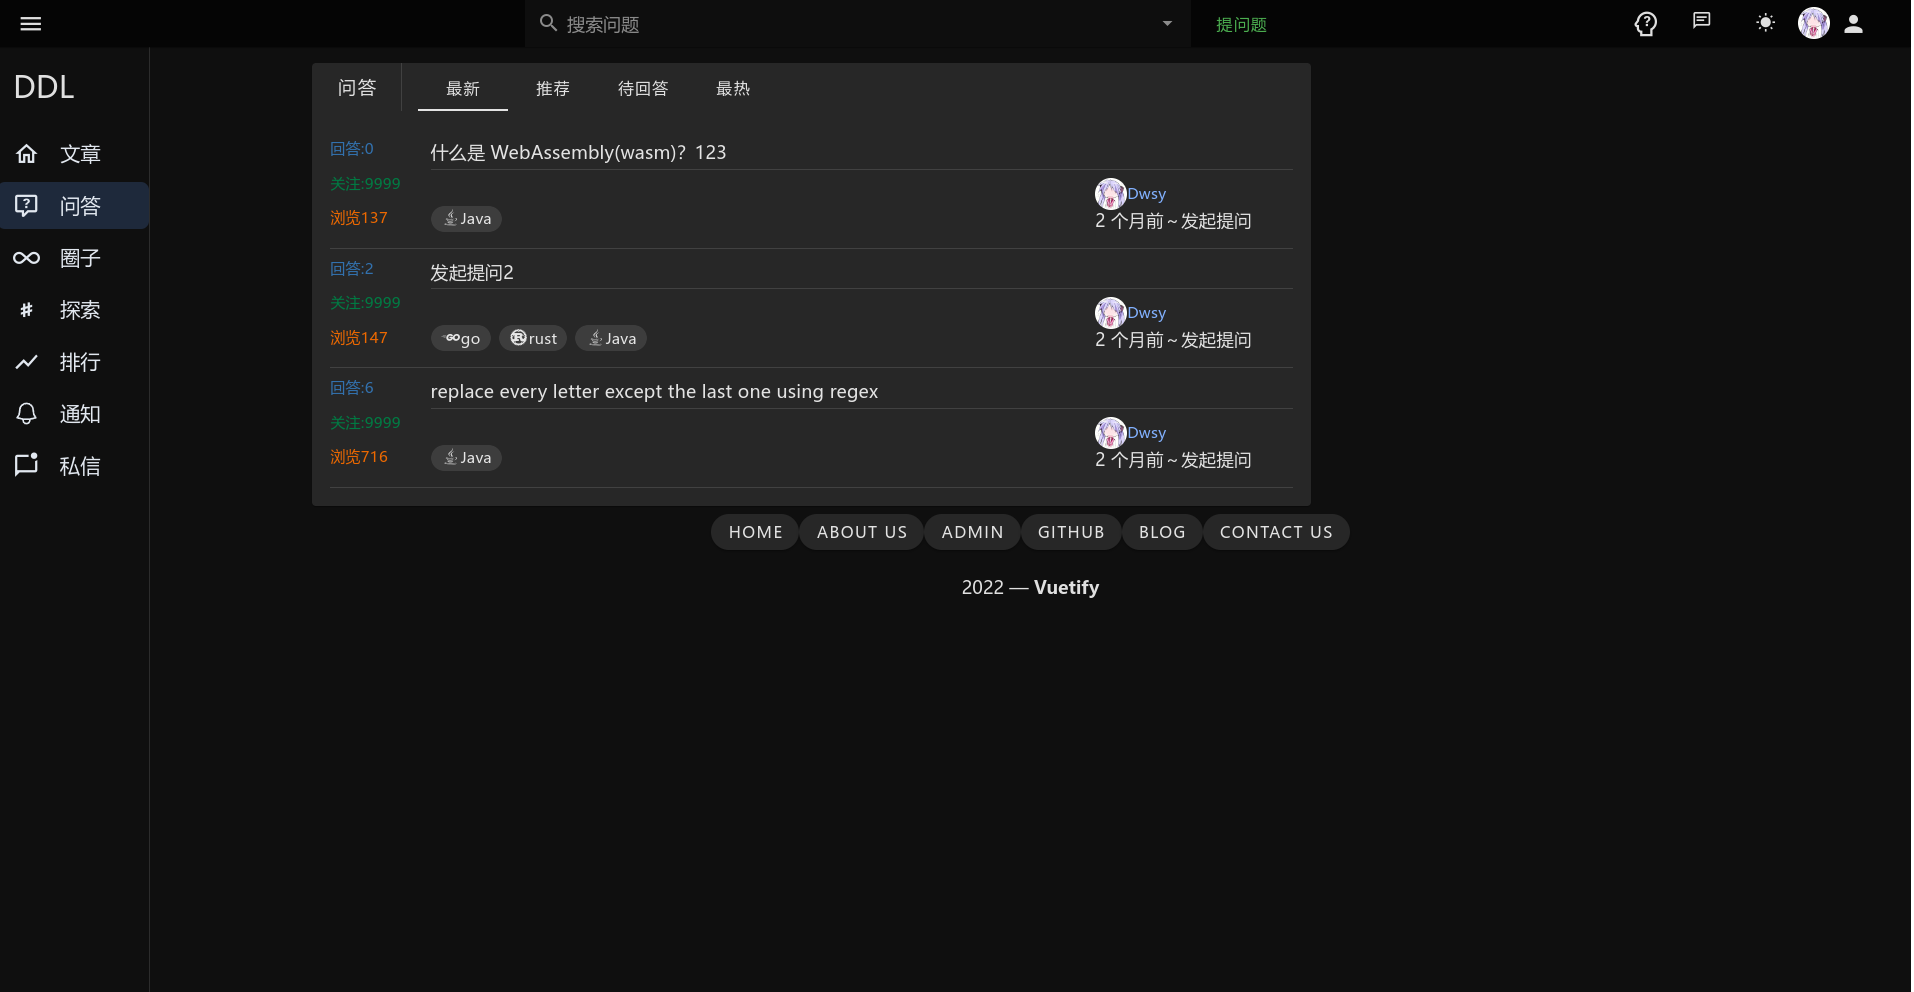 搜索问题
提问题
DDL
文章
问答
圈子
探索
排行
通知
私信
问答 最新 推荐 待回答 最热
回答:0
什么是 WebAssembly(wasm)？123
关注:9999
Dwsy
浏览137
Java
2 个月前 ~ 发起提问
回答:2
发起提问2
关注:9999
Dwsy
浏览147
go rust Java
2 个月前 ~ 发起提问
回答:6
replace every letter except the last one using regex
关注:9999
Dwsy
浏览716
Java
2 个月前 ~ 发起提问
HOME ABOUT US ADMIN GITHUB BLOG CONTACT US
2022 — Vuetify